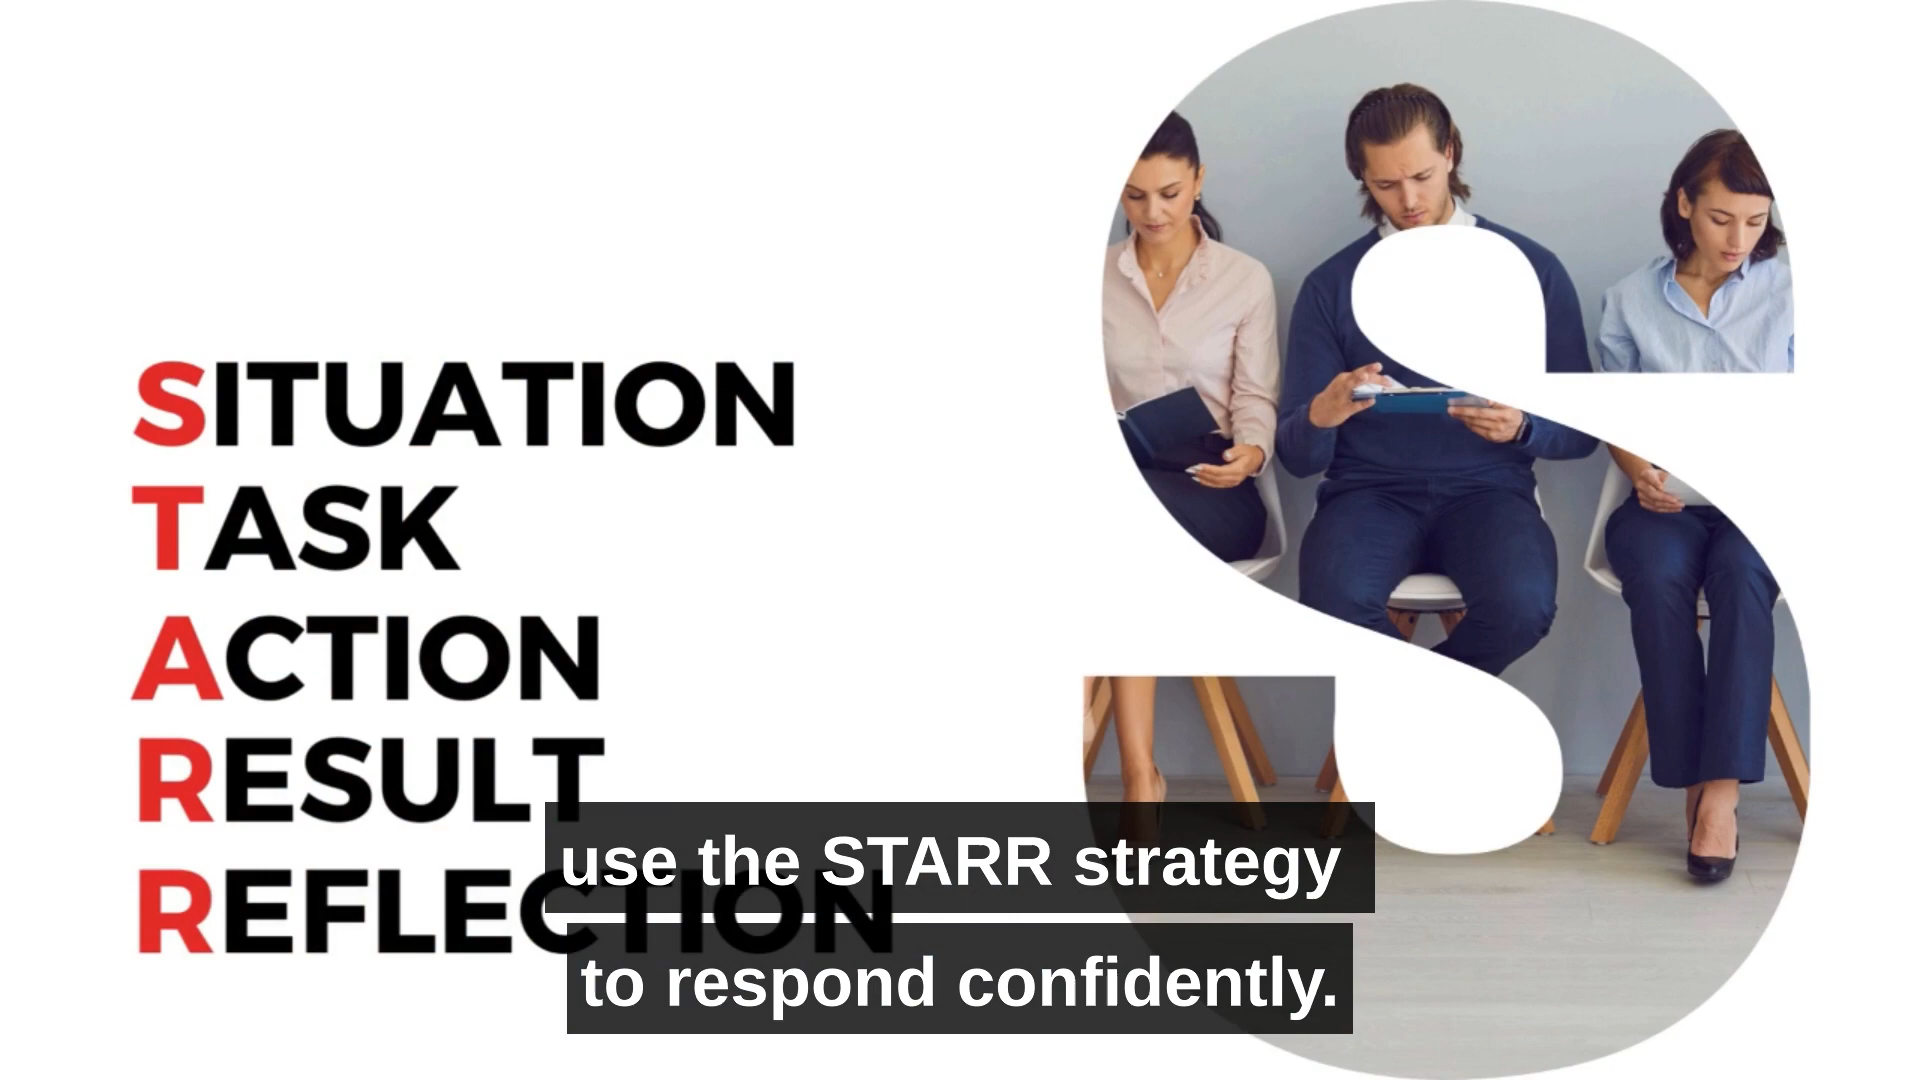 SITUATION
TASK
ACTION
RESULT
REFLECTION
use the STARR strategy
to respond confidently.